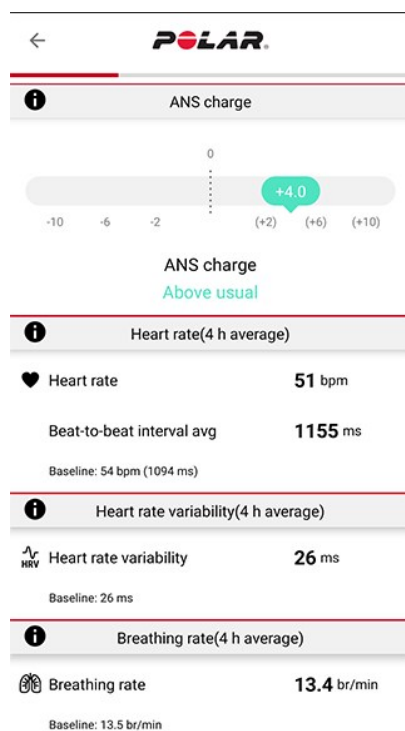 POLAR.
ANS charge
0
+4.0
-10 -6 -2 (+2) (+6) (+10)
ANS charge
Above usual
Heart rate(4 h average)
Heart rate 51 bpm
Beat-to-beat interval avg 1155 ms
Baseline: 54 bpm (1094 ms)
Heart rate variability(4 h average)
HRV Heart rate variability 26 ms
Baseline: 26 ms
Breathing rate(4 h average)
Breathing rate 13.4 br/min
Baseline: 13.5 br/min